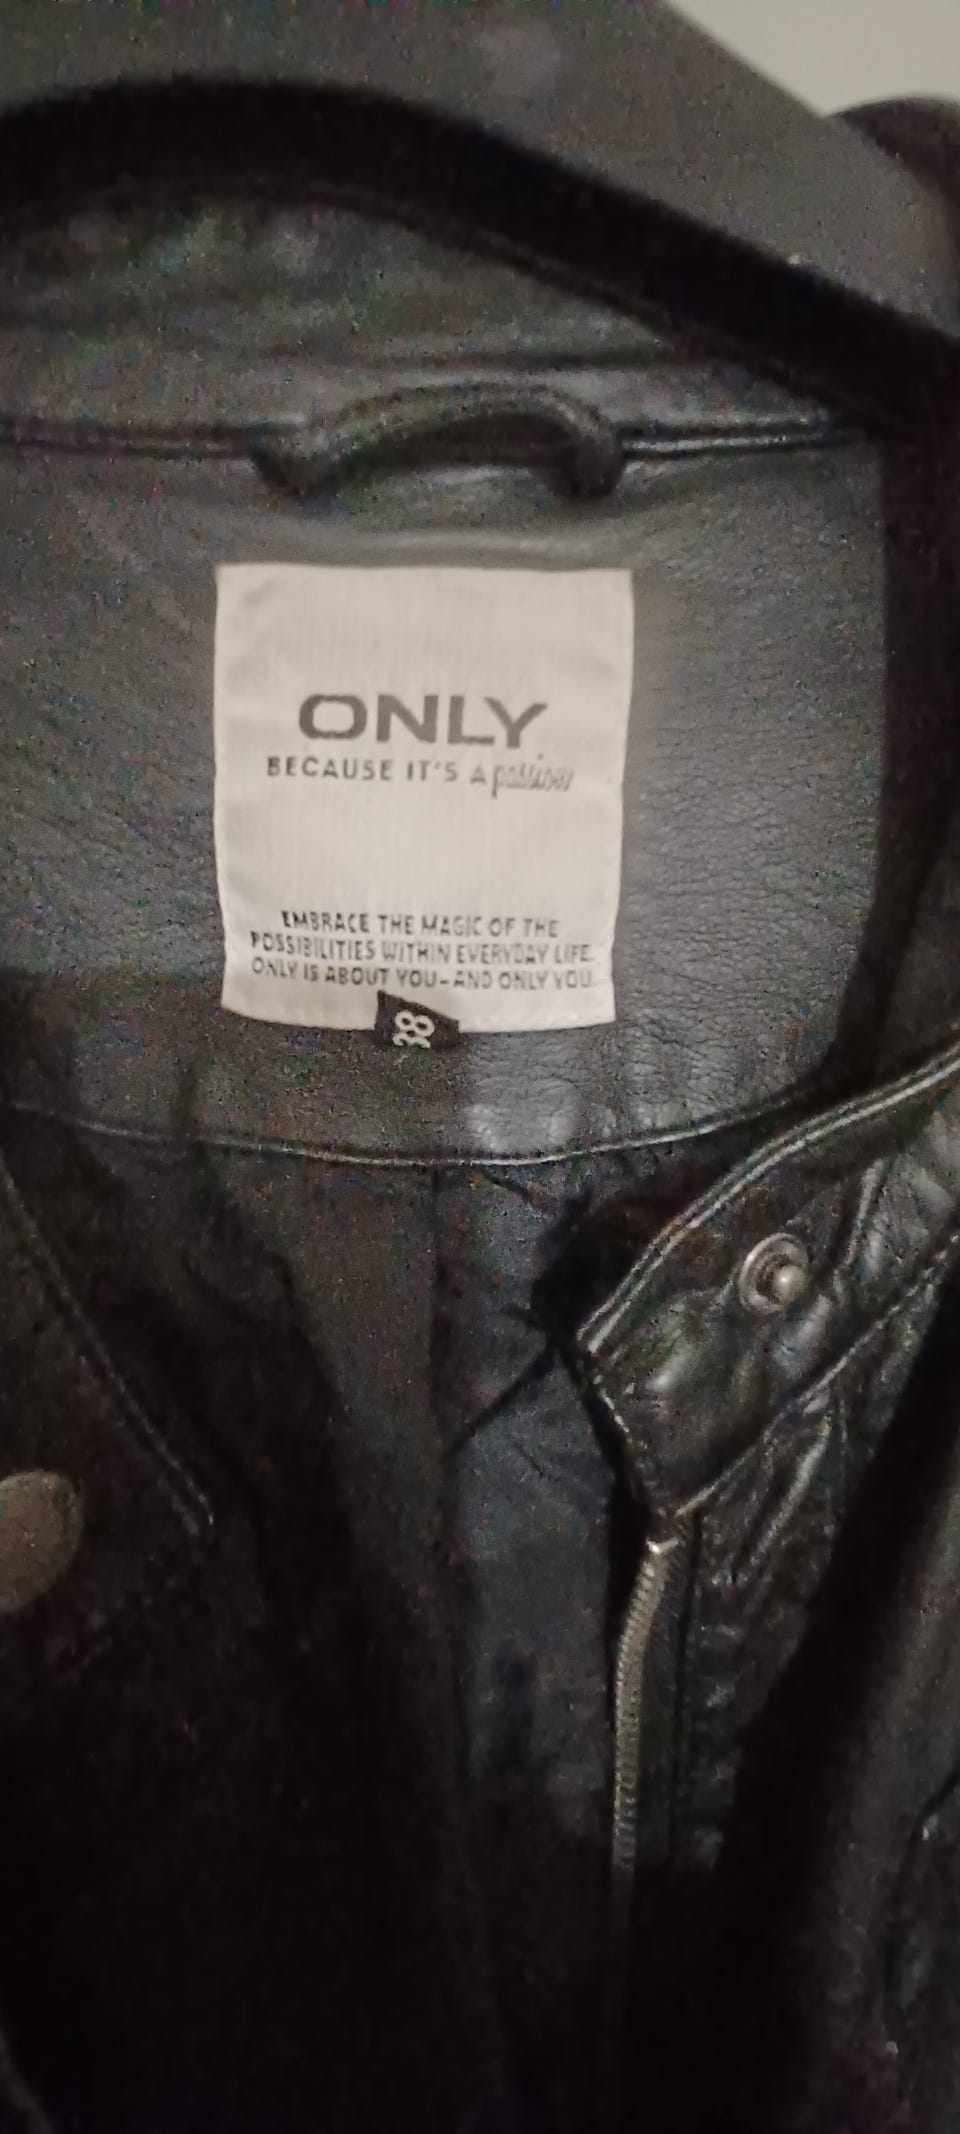 ONLY
BECAUSE IT'S A passion
EMBRACE THE MAGIC OF THE
POSSIBILITIES WITHIN EVERYDAY LIFE.
ONLY IS ABOUT YOU-AND ONLY YOU.
38